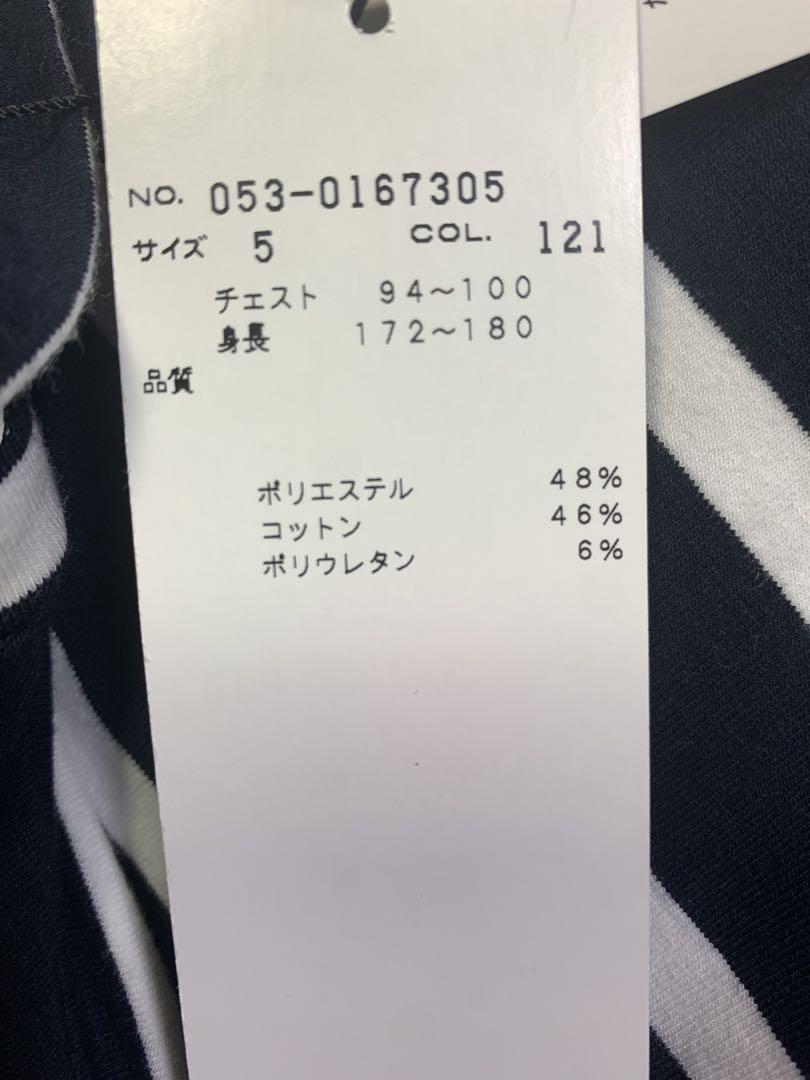 NO. 053-0167305
サイズ 5 COL. 121
チェスト 94～100
身長 172～180
品質
ポリエステル 48%
コットン 46%
ポリウレタン 6%